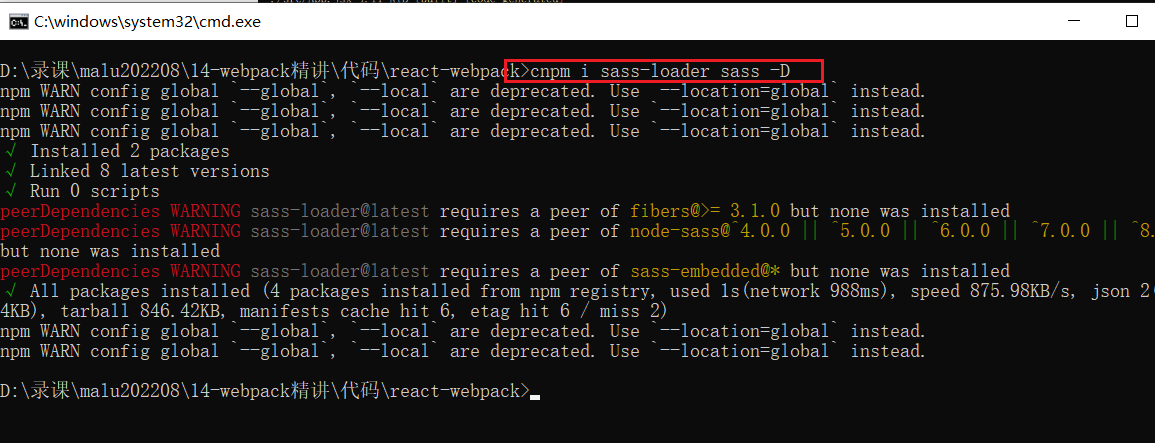 C:\windows\system32\cmd.exe
D:\录课\malu202208\14-webpack精讲\代码\react-webpack>cnpm i sass-loader sass -D
npm WARN config global `--global`, `--local` are deprecated. Use `--location=global` instead.
npm WARN config global `--global`, `--local` are deprecated. Use `--location=global` instead.
npm WARN config global `--global`, `--local` are deprecated. Use `--location=global` instead.
√ Installed 2 packages
√ Linked 8 latest versions
√ Run 0 scripts
peerDependencies WARNING sass-loader@latest requires a peer of fibers@>= 3.1.0 but none was installed
peerDependencies WARNING sass-loader@latest requires a peer of node-sass@^4.0.0 || ^5.0.0 || ^6.0.0 || ^7.0.0 || ^8.
but none was installed
peerDependencies WARNING sass-loader@latest requires a peer of sass-embedded@* but none was installed
√ All packages installed (4 packages installed from npm registry, used 1s(network 988ms), speed 875.98KB/s, json 2(
4KB), tarball 846.42KB, manifests cache hit 6, etag hit 6 / miss 2)
npm WARN config global `--global`, `--local` are deprecated. Use `--location=global` instead.
npm WARN config global `--global`, `--local` are deprecated. Use `--location=global` instead.
D:\录课\malu202208\14-webpack精讲\代码\react-webpack>